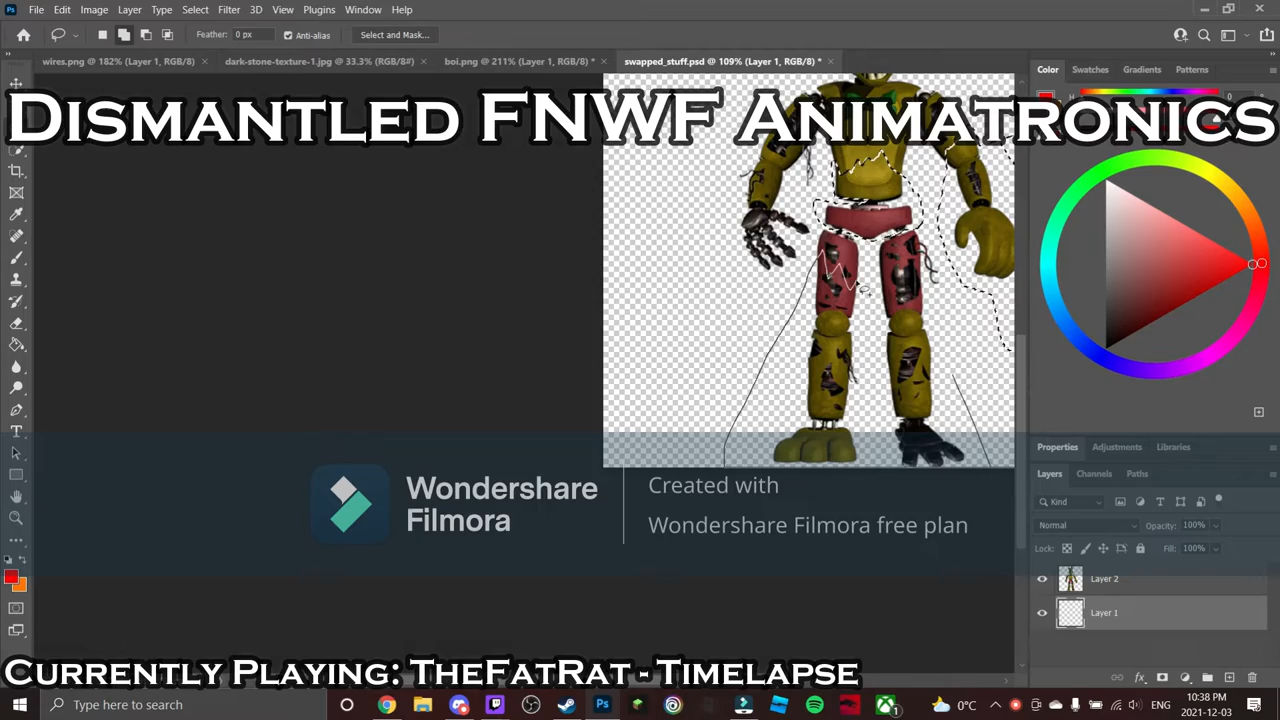 File Edit Image Layer Type Select Filter 3D View Plugins Window Help
Feather: 0 px Anti-alias Select and Mask...
wires.png @ 182% (Layer 1, RGB/8) × dark-stone-texture-1.jpg @ 33.3% (RGB/8#) × boi.png @ 211% (Layer 1, RGB/8) * × swapped_stuff.psd @ 109% (Layer 1, RGB/8) * ×
Color Swatches Gradients Patterns
H 0
Dismantled FNWF Animatronics
Properties Adjustments Libraries
Layers Channels Paths
Kind
Normal Opacity: 100%
Lock: Fill: 100%
Layer 2
Layer 1
Wondershare
Filmora
Created with
Wondershare Filmora free plan
Currently Playing: TheFatRat - Timelapse
Type here to search
1
0°C
ENG
10:38 PM
2021-12-03